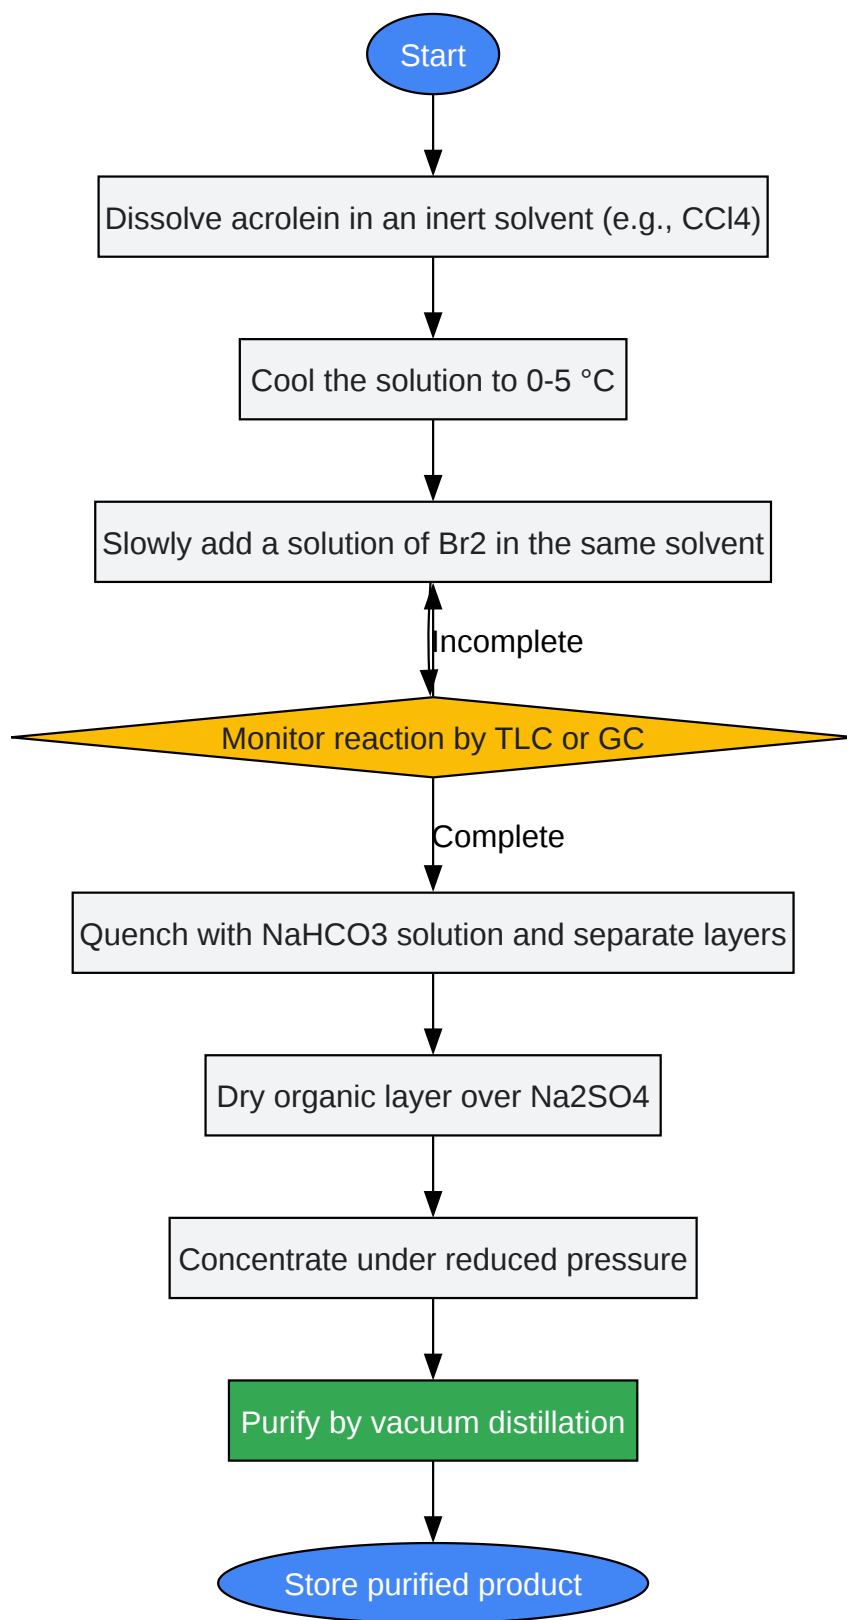 Start
Dissolve acrolein in an inert solvent (e.g., CCl4)
Cool the solution to 0-5 °C
Slowly add a solution of Br2 in the same solvent
Incomplete
Monitor reaction by TLC or GC
Complete
Quench with NaHCO3 solution and separate layers
Dry organic layer over Na2SO4
Concentrate under reduced pressure
Purify by vacuum distillation
Store purified product